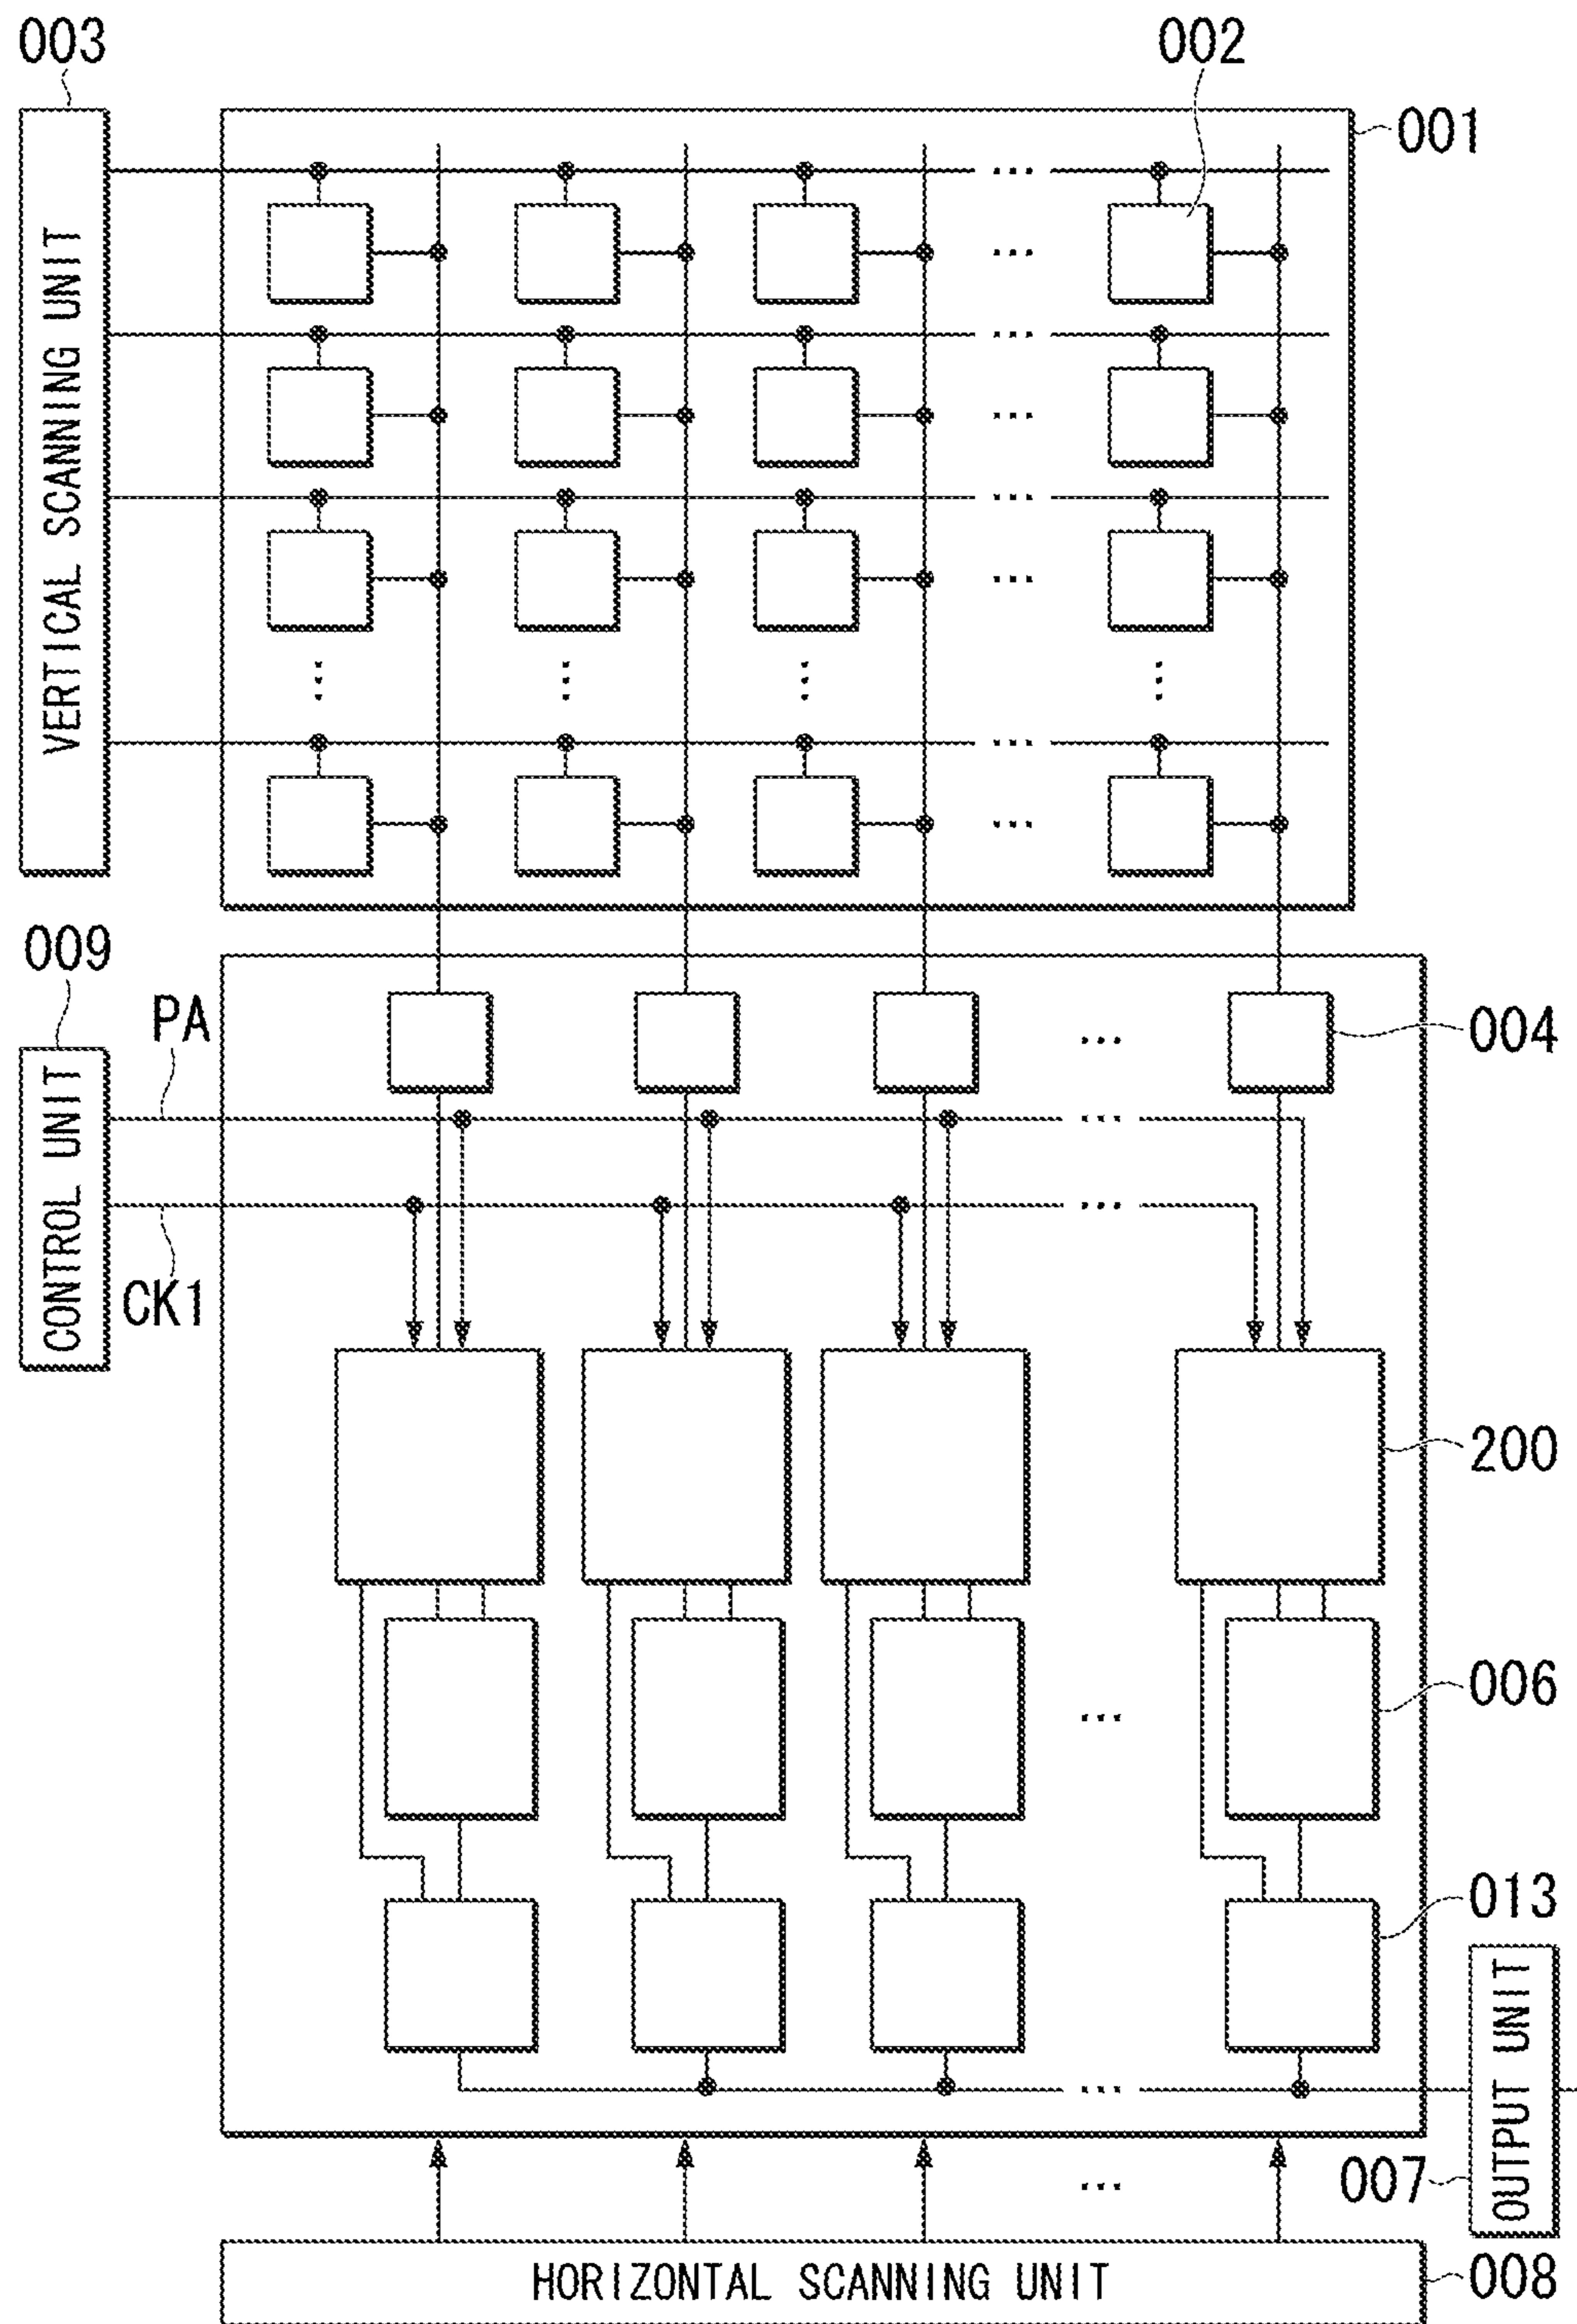 003
002
001
VERTICAL SCANNING UNIT
009
PA
004
CONTROL UNIT
CK1
200
006
013
OUTPUT UNIT
007
HORIZONTAL SCANNING UNIT
008